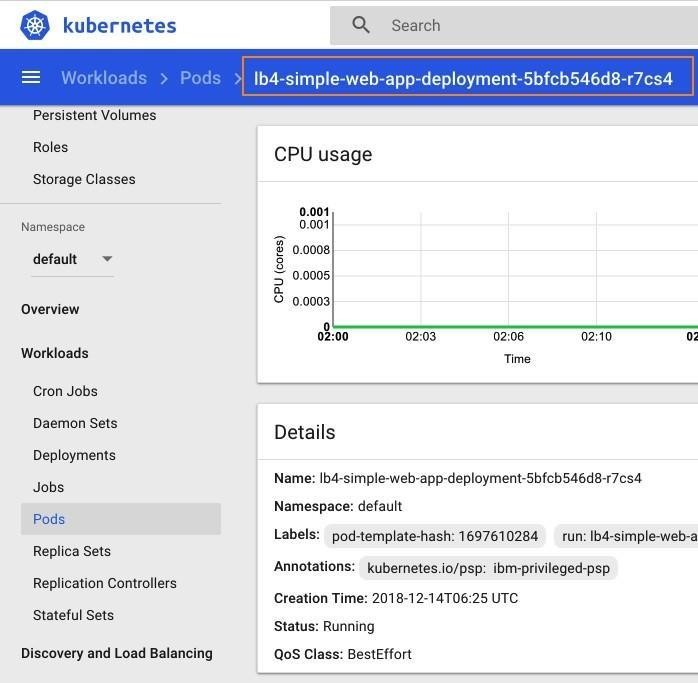 kubernetes
Search
Workloads > Pods > lb4-simple-web-app-deployment-5bfcb546d8-r7cs4
Persistent Volumes
Roles
Storage Classes
Namespace
default
Overview
Workloads
Cron Jobs
Daemon Sets
Deployments
Jobs
Pods
Replica Sets
Replication Controllers
Stateful Sets
Discovery and Load Balancing
CPU usage
CPU (cores)
0.001
0.001
0.0008
0.0005
0.0003
0
02:00 02:03 02:06 02:10 02
Time
Details
Name: lb4-simple-web-app-deployment-5bfcb546d8-r7cs4
Namespace: default
Labels: pod-template-hash: 1697610284 run: lb4-simple-web-a
Annotations: kubernetes.io/psp: ibm-privileged-psp
Creation Time: 2018-12-14T06:25 UTC
Status: Running
QoS Class: BestEffort